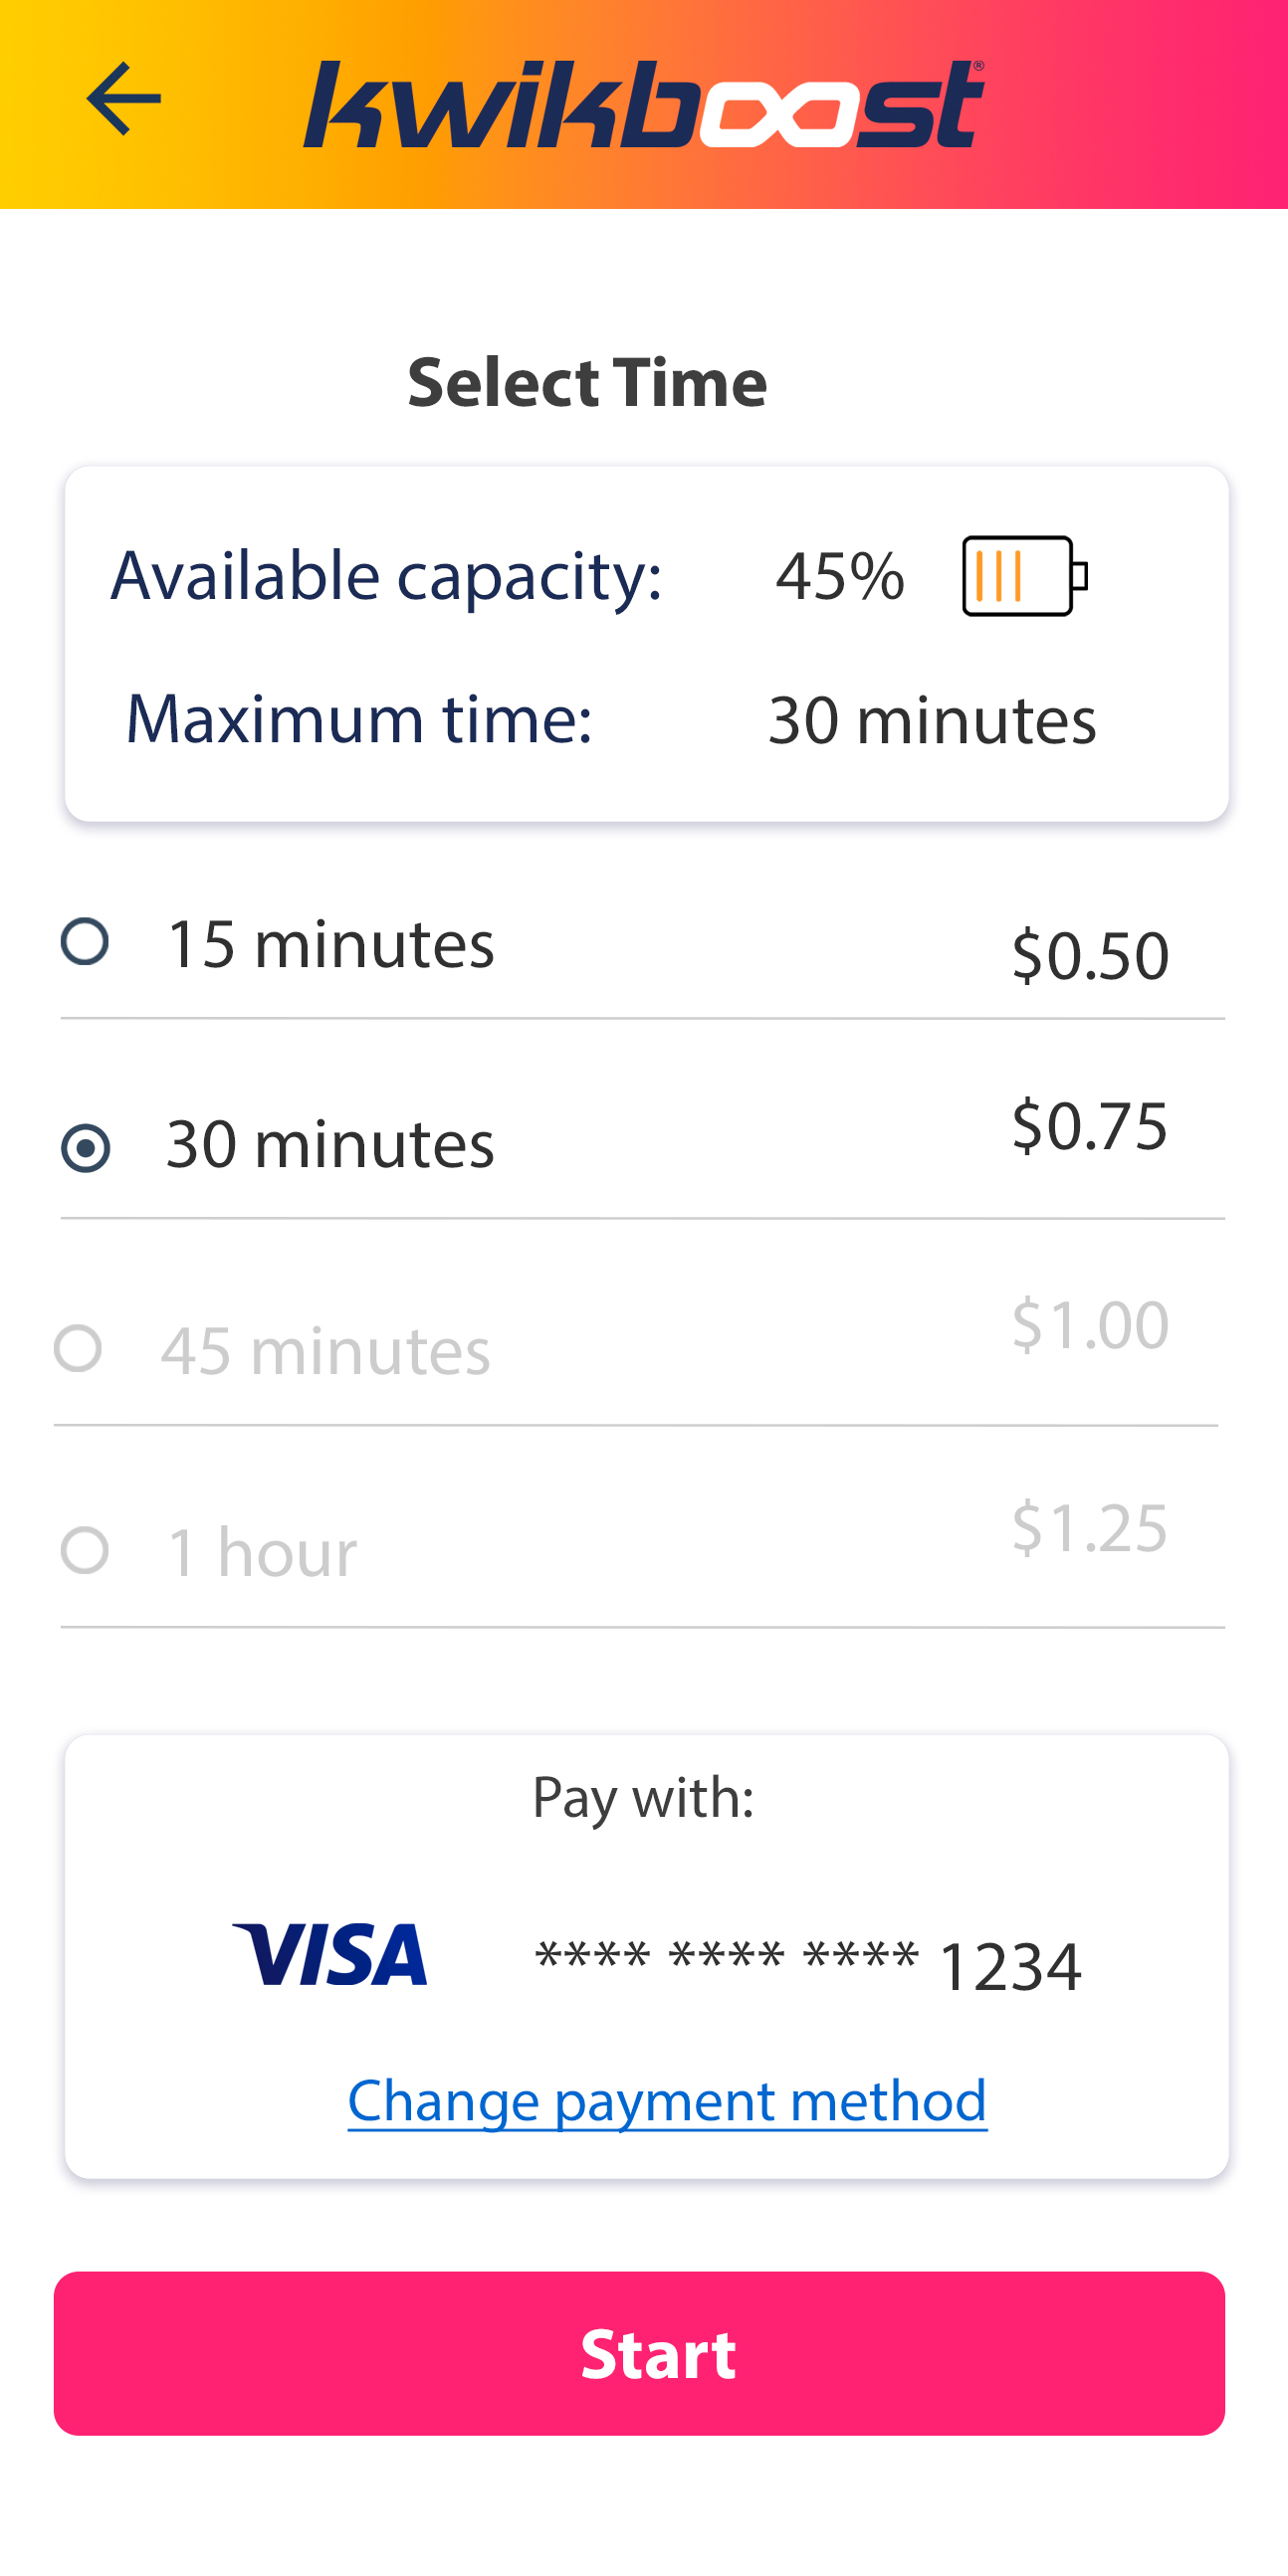 kwikboost®
Select Time
Available capacity: 45%
Maximum time: 30 minutes
15 minutes $0.50
30 minutes $0.75
45 minutes $1.00
1 hour $1.25
Pay with:
VISA **** **** **** 1234
Change payment method
Start